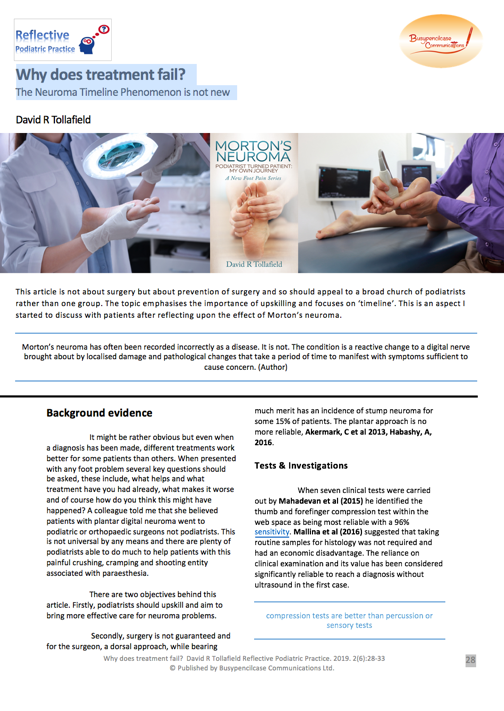 Reflective
Podiatric Practice
Busypencilcase
Communications
Why does treatment fail?
The Neuroma Timeline Phenomenon is not new
David R Tollafield
MORTON'S
NEUROMA
PODIATRIST TURNED PATIENT:
MY OWN JOURNEY
A New Foot Pain Series
David R Tollafield
This article is not about surgery but about prevention of surgery and so should appeal to a broad church of podiatrists
rather than one group. The topic emphasises the importance of upskilling and focuses on 'timeline'. This is an aspect I
started to discuss with patients after reflecting upon the effect of Morton's neuroma.
Morton's neuroma has often been recorded incorrectly as a disease. It is not. The condition is a reactive change to a digital nerve
brought about by localised damage and pathological changes that take a period of time to manifest with symptoms sufficient to
cause concern. (Author)
Background evidence
It might be rather obvious but even when
a diagnosis has been made, different treatments work
better for some patients than others. When presented
with any foot problem several key questions should
be asked, these include, what helps and what
treatment have you had already, what makes it worse
and of course how do you think this might have
happened? A colleague told me that she believed
patients with plantar digital neuroma went to
podiatric or orthopaedic surgeons not podiatrists. This
is not universal by any means and there are plenty of
podiatrists able to do much to help patients with this
painful crushing, cramping and shooting entity
associated with paraesthesia.
There are two objectives behind this
article. Firstly, podiatrists should upskill and aim to
bring more effective care for neuroma problems.
Secondly, surgery is not guaranteed and
for the surgeon, a dorsal approach, while bearing
much merit has an incidence of stump neuroma for
some 15% of patients. The plantar approach is no
more reliable, Akermark, C et al 2013, Habashy, A,
2016.
Tests & Investigations
When seven clinical tests were carried
out by Mahadevan et al (2015) he identified the
thumb and forefinger compression test within the
web space as being most reliable with a 96%
sensitivity. Mallina et al (2016) suggested that taking
routine samples for histology was not required and
had an economic disadvantage. The reliance on
clinical examination and its value has been considered
significantly reliable to reach a diagnosis without
ultrasound in the first case.
compression tests are better than percussion or
sensory tests
Why does treatment fail? David R Tollafield Reflective Podiatric Practice. 2019. 2(6):28-33
© Published by Busypencilcase Communications Ltd.
28